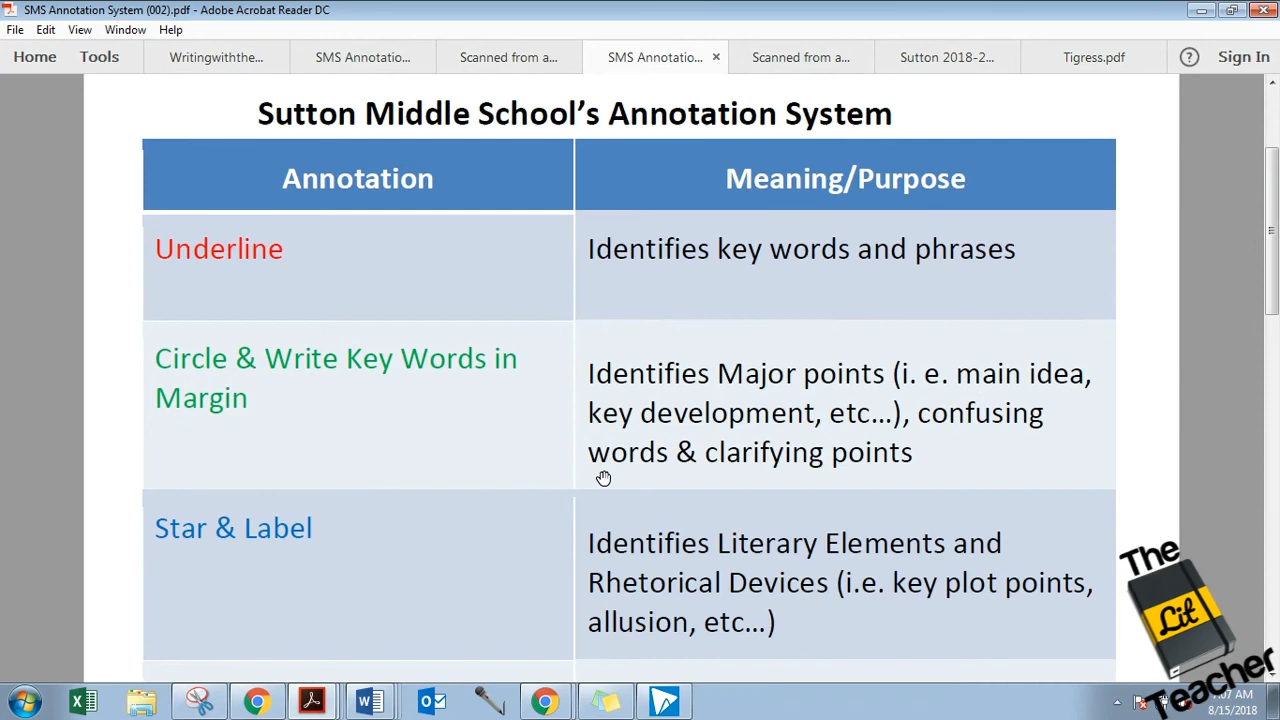 SMS Annotation System (002).pdf - Adobe Acrobat Reader DC
File Edit View Window Help
Home Tools Writingwiththe... SMS Annotatio... Scanned from a... SMS Annotatio... × Scanned from a... Sutton 2018-2... Tigress.pdf ? Sign In
Sutton Middle School’s Annotation System
Annotation Meaning/Purpose
Underline Identifies key words and phrases
Circle & Write Key Words in
Margin
Identifies Major points (i. e. main idea,
key development, etc…), confusing
words & clarifying points
Star & Label
Identifies Literary Elements and
Rhetorical Devices (i.e. key plot points,
allusion, etc…)
The
Lit
Teacher
:07 AM
8/15/2018